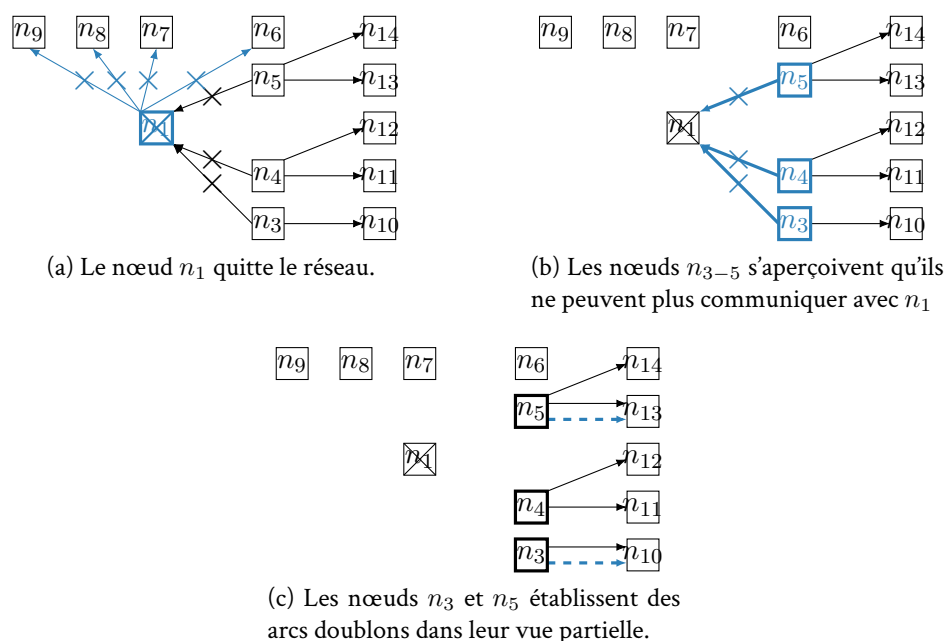 n₉ n₈ n₇ n₆ n₁₄
n₅ n₁₃
n₁ n₁₂
n₄ n₁₁
n₃ n₁₀
(a) Le nœud n₁ quitte le réseau.
n₉ n₈ n₇ n₆ n₁₄
n₅ n₁₃
n₁ n₁₂
n₄ n₁₁
n₃ n₁₀
(b) Les nœuds n₃₋₅ s'aperçoivent qu'ils
ne peuvent plus communiquer avec n₁
n₉ n₈ n₇ n₆ n₁₄
n₅ n₁₃
n₁ n₁₂
n₄ n₁₁
n₃ n₁₀
(c) Les nœuds n₃ et n₅ établissent des
arcs doublons dans leur vue partielle.